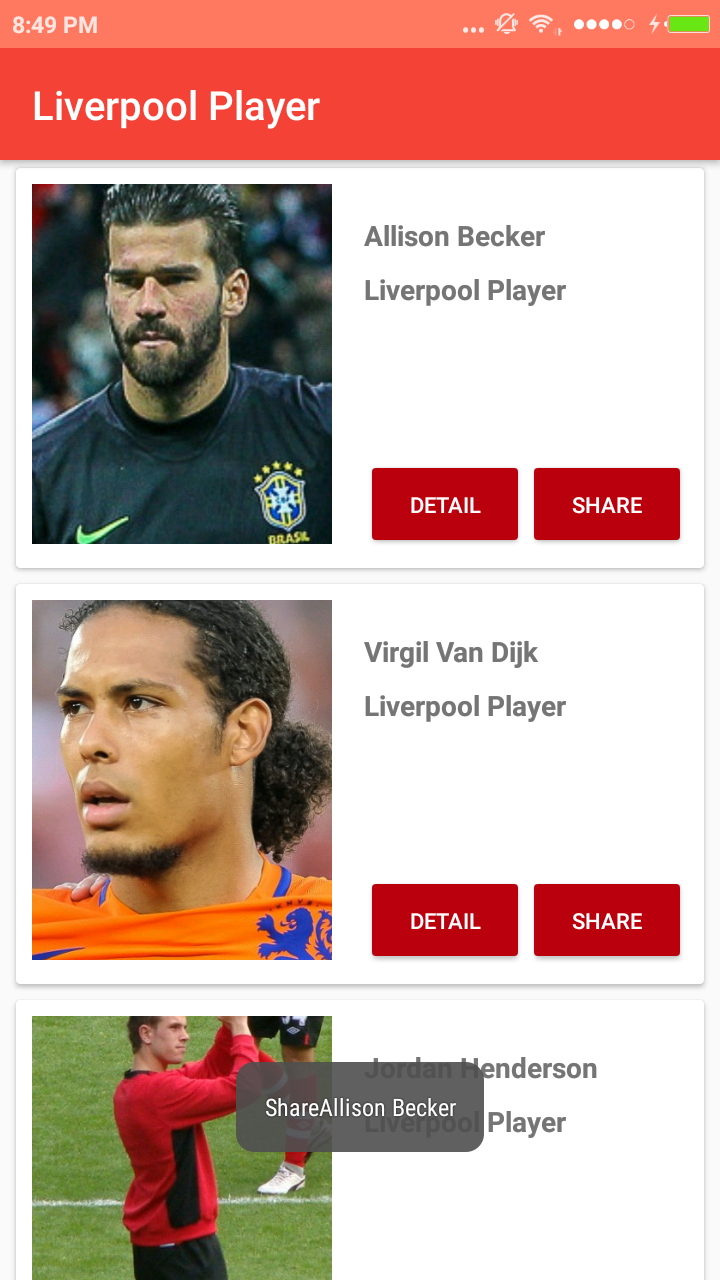 8:49 PM
Liverpool Player
Allison Becker
Liverpool Player
BRASIL
DETAIL SHARE
Virgil Van Dijk
Liverpool Player
DETAIL SHARE
Jordan Henderson
Liverpool Player
ShareAllison Becker